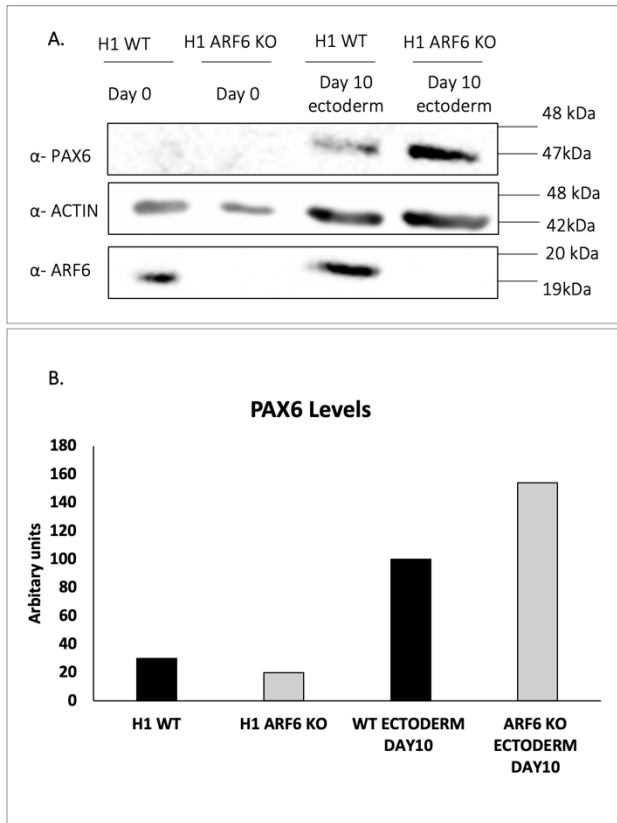 A.
H1 WT H1 ARF6 KO H1 WT H1 ARF6 KO
Day 0 Day 0 Day 10 ectoderm Day 10 ectoderm
48 kDa
α- PAX6 47kDa
48 kDa
α- ACTIN 42kDa
20 kDa
α- ARF6 19kDa
B.
PAX6 Levels
Arbitary units
180
160
140
120
100
80
60
40
20
0
H1 WT H1 ARF6 KO WT ECTODERM DAY10 ARF6 KO ECTODERM DAY10